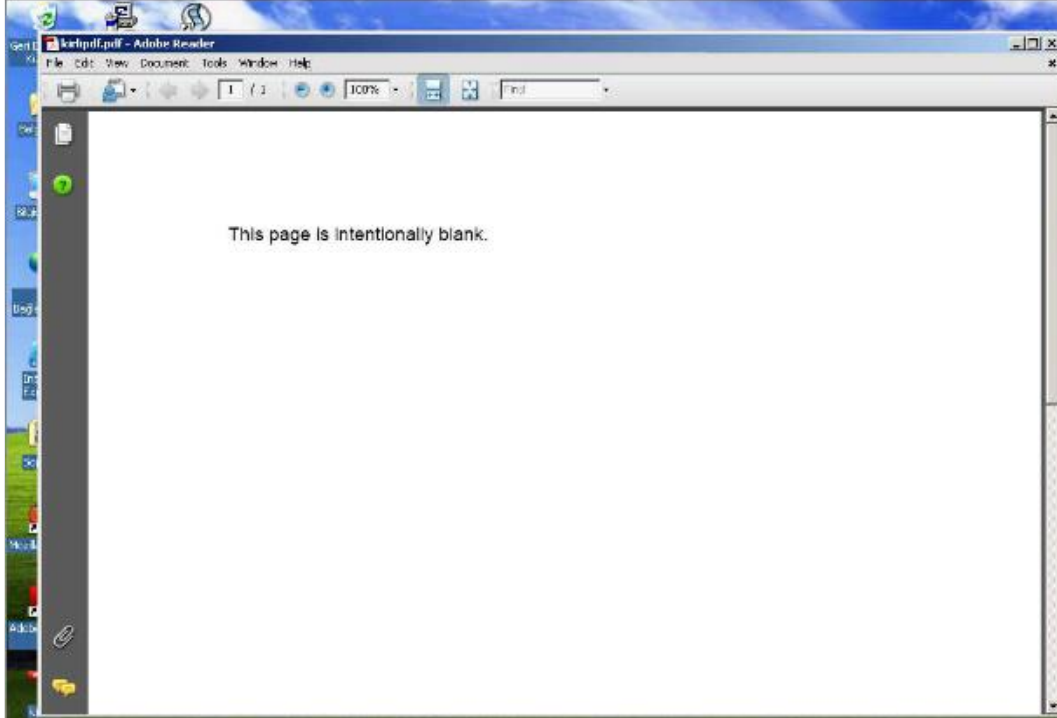 kirlipdf.pdf - Adobe Reader
File Edit View Document Tools Window Help
1 / 1 100% Find
This page is intentionally blank.